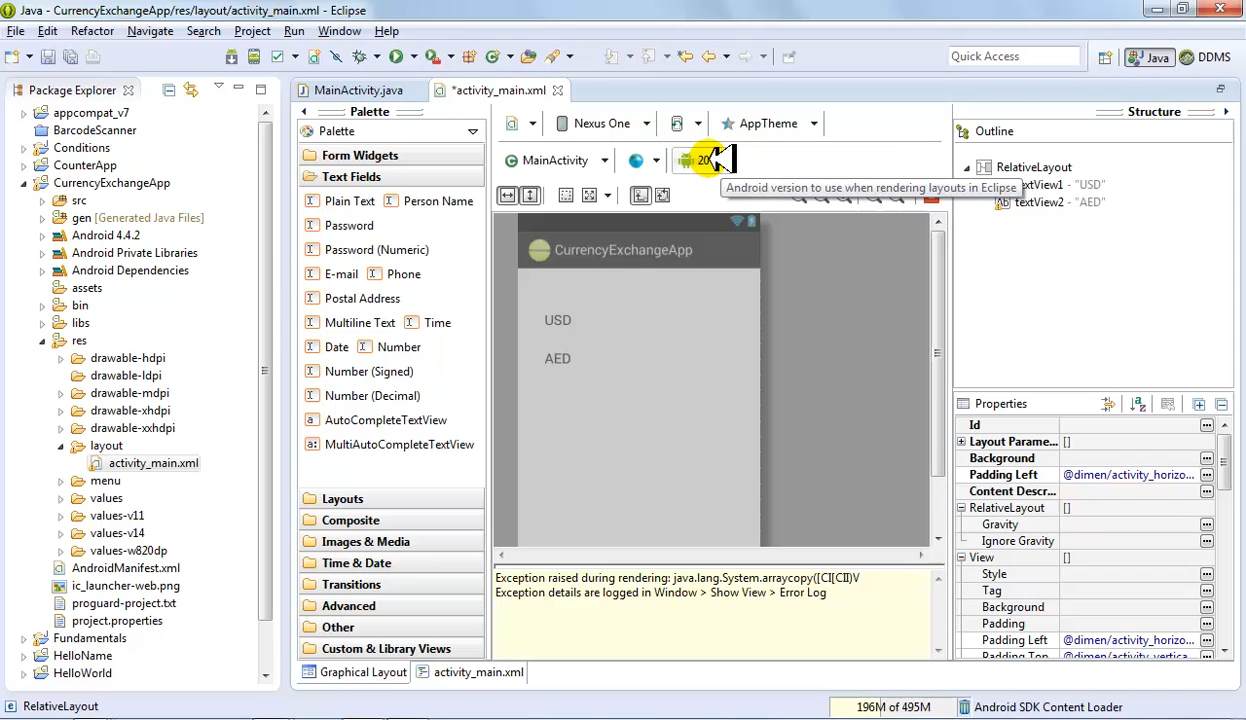 Java - CurrencyExchangeApp/res/layout/activity_main.xml - Eclipse
File Edit Refactor Navigate Search Project Run Window Help
Quick Access
Java
DDMS
Package Explorer
appcompat_v7
BarcodeScanner
Conditions
CounterApp
CurrencyExchangeApp
src
gen [Generated Java Files]
Android 4.4.2
Android Private Libraries
Android Dependencies
assets
bin
libs
res
drawable-hdpi
drawable-ldpi
drawable-mdpi
drawable-xhdpi
drawable-xxhdpi
layout
activity_main.xml
menu
values
values-v11
values-v14
values-w820dp
AndroidManifest.xml
ic_launcher-web.png
proguard-project.txt
project.properties
Fundamentals
HelloName
HelloWorld
MainActivity.java
*activity_main.xml
Palette
Palette
Form Widgets
Text Fields
Plain Text Person Name
Password
Password (Numeric)
E-mail Phone
Postal Address
Multiline Text Time
Date Number
Number (Signed)
Number (Decimal)
AutoCompleteTextView
MultiAutoCompleteTextView
Layouts
Composite
Images & Media
Time & Date
Transitions
Advanced
Other
Custom & Library Views
Nexus One
AppTheme
MainActivity
20
Android version to use when rendering layouts in Eclipse
CurrencyExchangeApp
USD
AED
Exception raised during rendering: java.lang.System.arraycopy([CI[CII)V
Exception details are logged in Window > Show View > Error Log
Graphical Layout
activity_main.xml
Structure
Outline
RelativeLayout
textView1 - "USD"
textView2 - "AED"
Properties
Id
Layout Parame... []
Background
Padding Left @dimen/activity_horizo...
Content Descr...
RelativeLayout []
Gravity
Ignore Gravity
View []
Style
Tag
Background
Padding
Padding Left @dimen/activity_horizo...
Padding Top @dimen/activity_vertica...
RelativeLayout
196M of 495M
Android SDK Content Loader